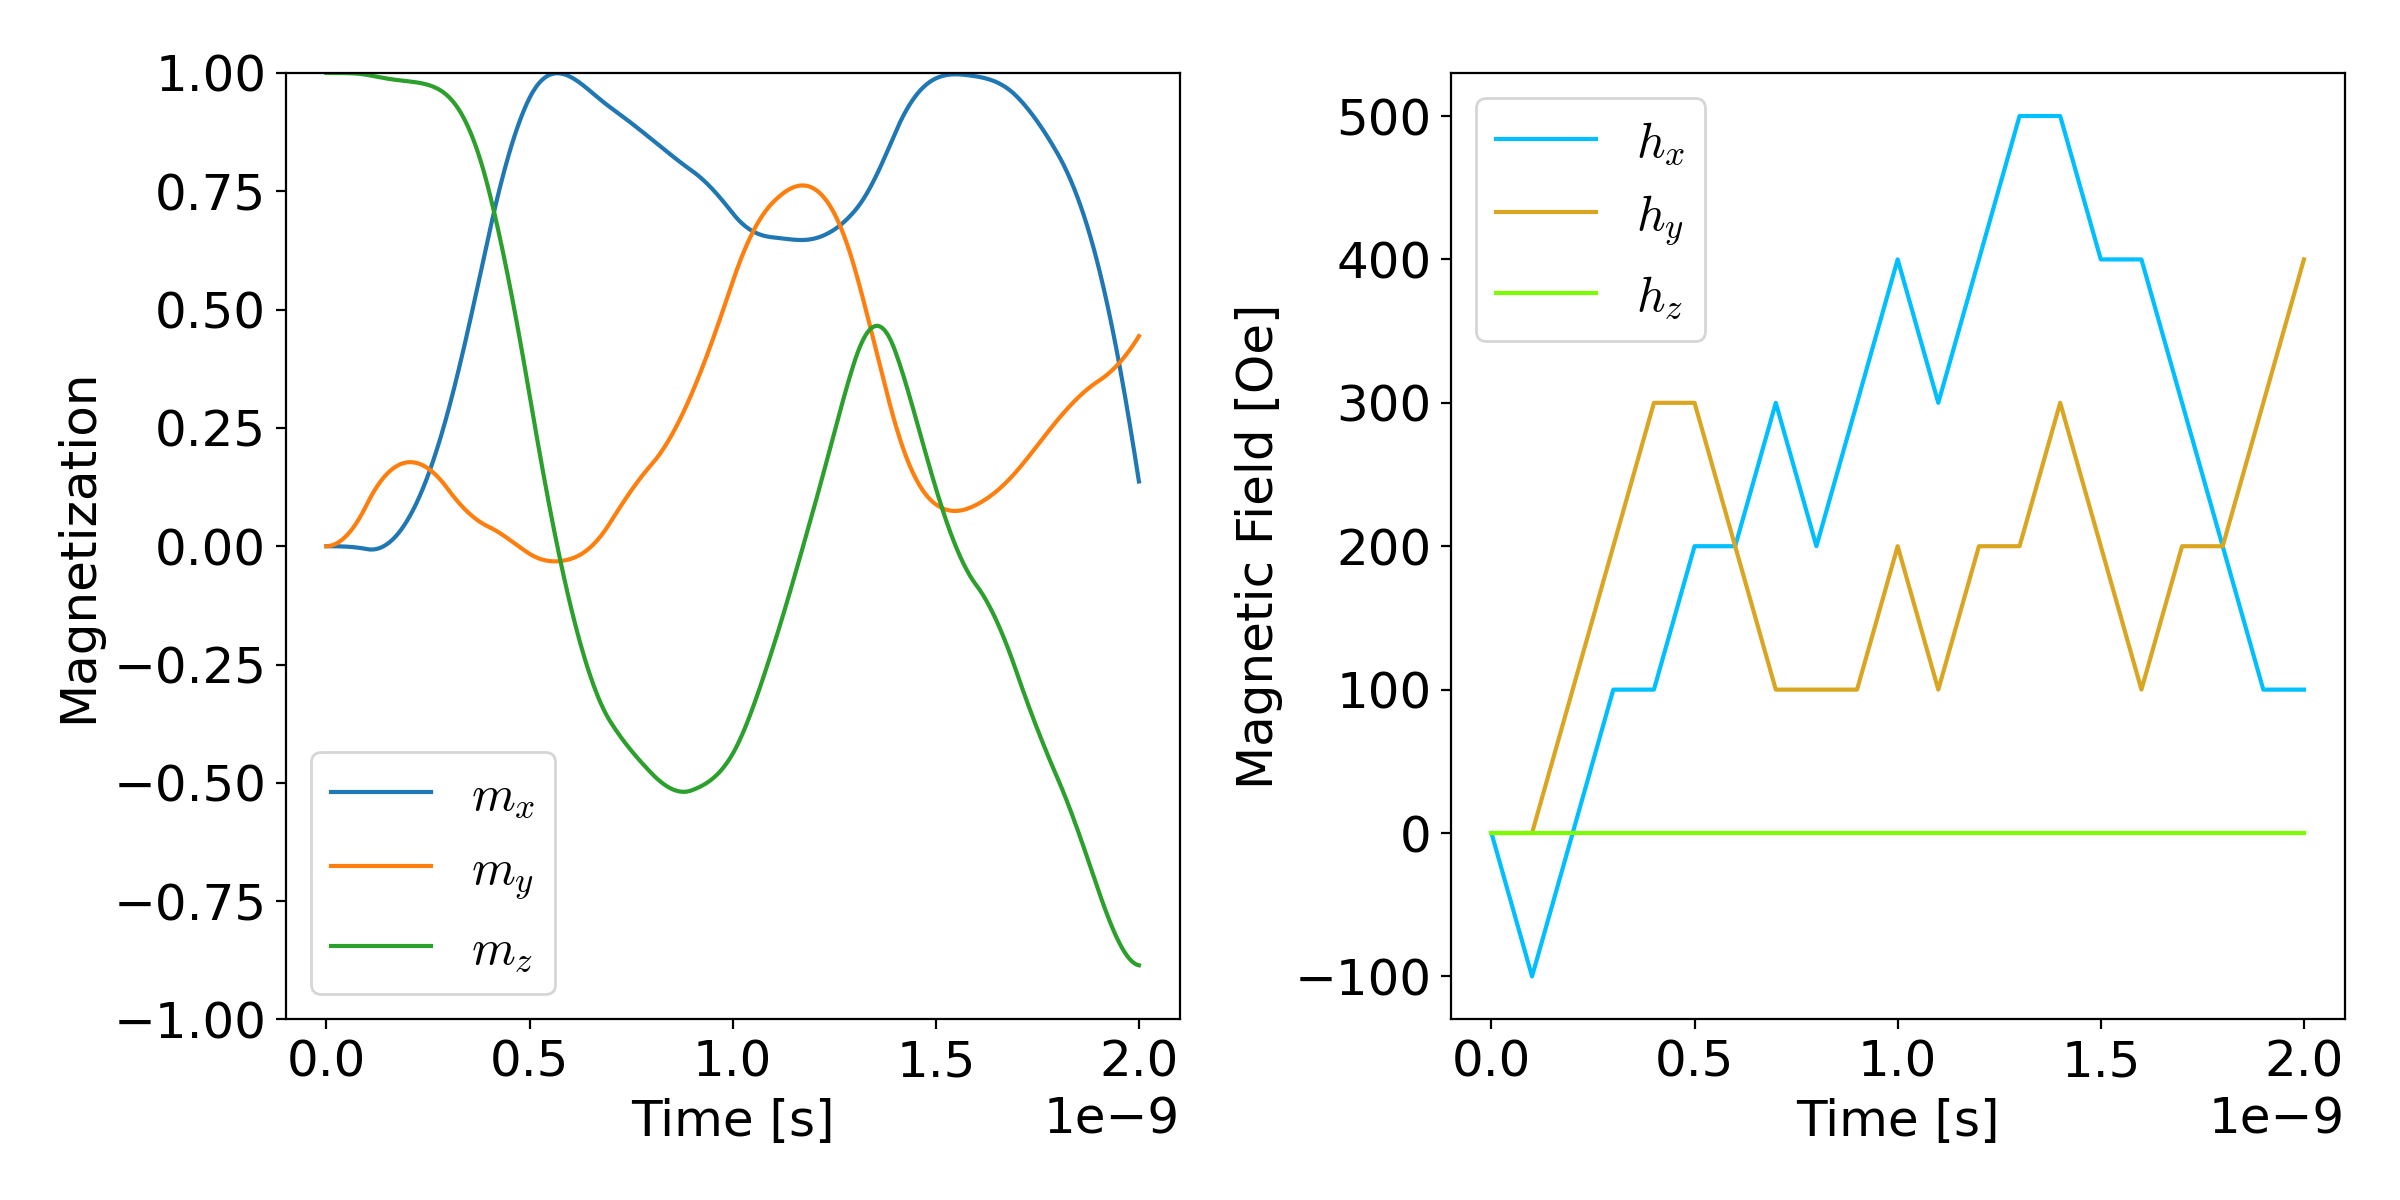 Magnetization
1.00
0.75
0.50
0.25
0.00
−0.25
−0.50
−0.75
−1.00
m_x
m_y
m_z
0.0 0.5 1.0 1.5 2.0
Time [s] 1e−9
Magnetic Field [Oe]
500
400
300
200
100
0
−100
h_x
h_y
h_z
0.0 0.5 1.0 1.5 2.0
Time [s] 1e−9